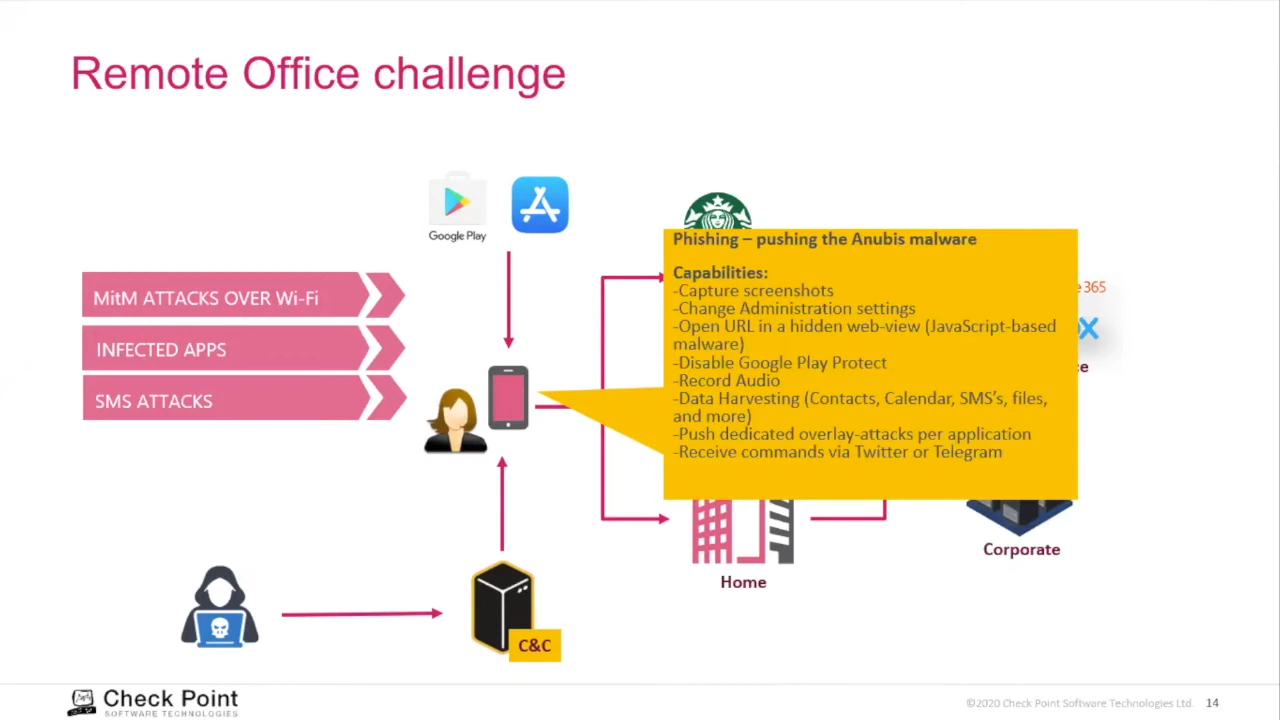 Remote Office challenge
Google Play
MitM ATTACKS OVER Wi-Fi
INFECTED APPS
SMS ATTACKS
Phishing – pushing the Anubis malware
Capabilities:
-Capture screenshots
-Change Administration settings
-Open URL in a hidden web-view (JavaScript-based
malware)
-Disable Google Play Protect
-Record Audio
-Data Harvesting (Contacts, Calendar, SMS's, files,
and more)
-Push dedicated overlay-attacks per application
-Receive commands via Twitter or Telegram
e 365
x
e
Corporate
Home
C&C
Check Point
SOFTWARE TECHNOLOGIES
©2020 Check Point Software Technologies Ltd. 14